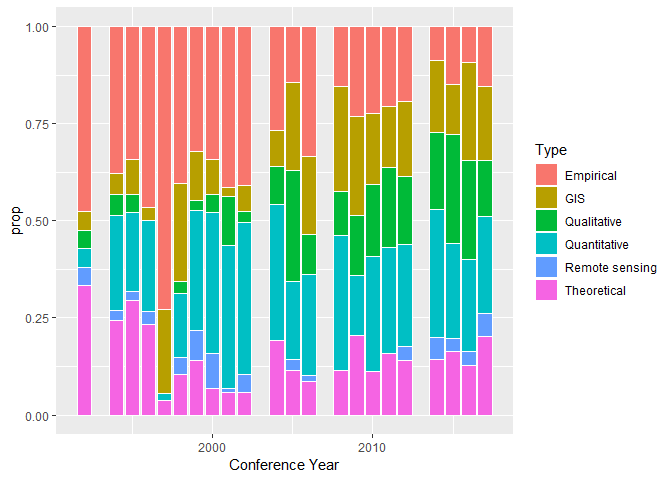 1.00
0.75
0.50
0.25
0.00
prop
2000
2010
Conference Year
Type
Empirical
GIS
Qualitative
Quantitative
Remote sensing
Theoretical